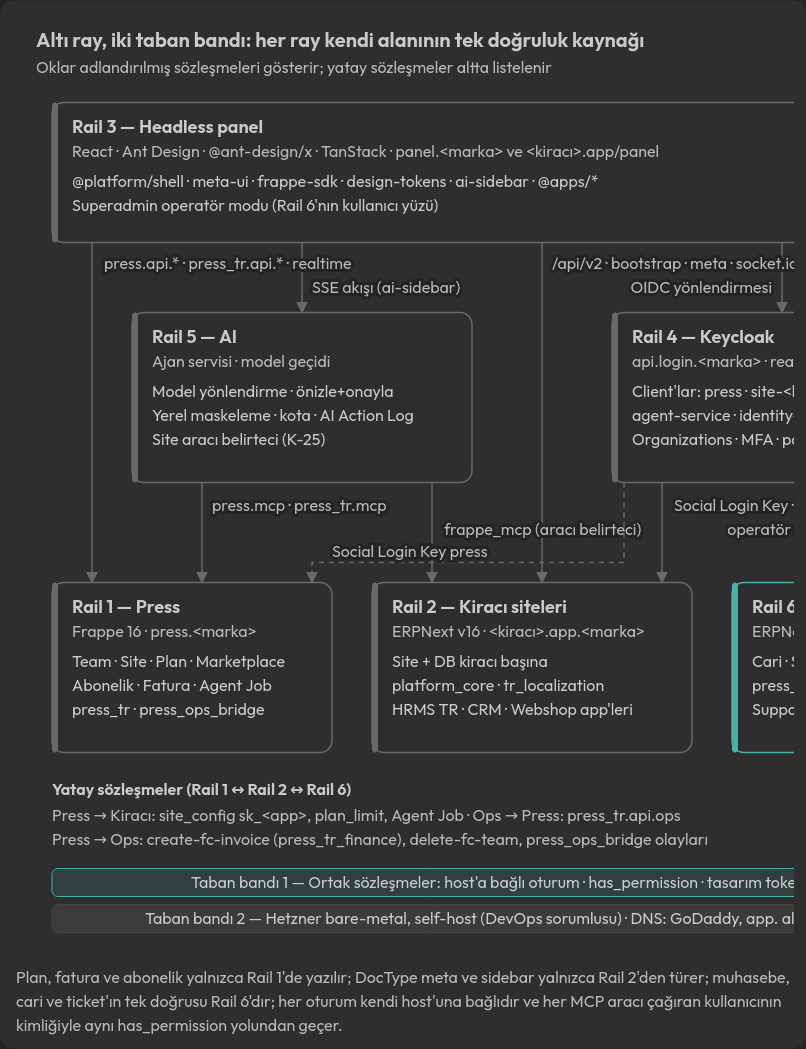 Altı ray, iki taban bandı: her ray kendi alanının tek doğruluk kaynağı
Oklar adlandırılmış sözleşmeleri gösterir; yatay sözleşmeler altta listelenir
Rail 3 — Headless panel
React · Ant Design · @ant-design/x · TanStack · panel.<marka> ve <kiracı>.app/panel
@platform/shell · meta-ui · frappe-sdk · design-tokens · ai-sidebar · @apps/*
Superadmin operatör modu (Rail 6'nın kullanıcı yüzü)
press.api.* · press_tr.api.* · realtime
/api/v2 · bootstrap · meta · socket.io
SSE akışı (ai-sidebar)
OIDC yönlendirmesi
Rail 5 — AI
Ajan servisi · model geçidi
Model yönlendirme · önizle+onayla
Yerel maskeleme · kota · AI Action Log
Site aracı belirteci (K-25)
Rail 4 — Keycloak
api.login.<marka> · rea
Client'lar: press · site-<k
agent-service · identity-
Organizations · MFA · pa
press.mcp · press_tr.mcp
Social Login Key ·
frappe_mcp (aracı belirteci)
operatör
Social Login Key press
Rail 1 — Press
Frappe 16 · press.<marka>
Team · Site · Plan · Marketplace
Abonelik · Fatura · Agent Job
press_tr · press_ops_bridge
Rail 2 — Kiracı siteleri
ERPNext v16 · <kiracı>.app.<marka>
Site + DB kiracı başına
platform_core · tr_localization
HRMS TR · CRM · Webshop app'leri
Rail 6
ERPNe
Cari · S
press_
Suppo
Yatay sözleşmeler (Rail 1 ↔ Rail 2 ↔ Rail 6)
Press → Kiracı: site_config sk_<app>, plan_limit, Agent Job · Ops → Press: press_tr.api.ops
Press → Ops: create-fc-invoice (press_tr_finance), delete-fc-team, press_ops_bridge olayları
Taban bandı 1 — Ortak sözleşmeler: host'a bağlı oturum · has_permission · tasarım toke
Taban bandı 2 — Hetzner bare-metal, self-host (DevOps sorumlusu) · DNS: GoDaddy, app. al
Plan, fatura ve abonelik yalnızca Rail 1'de yazılır; DocType meta ve sidebar yalnızca Rail 2'den türer; muhasebe,
cari ve ticket'ın tek doğrusu Rail 6'dır; her oturum kendi host'una bağlıdır ve her MCP aracı çağıran kullanıcının
kimliğiyle aynı has_permission yolundan geçer.